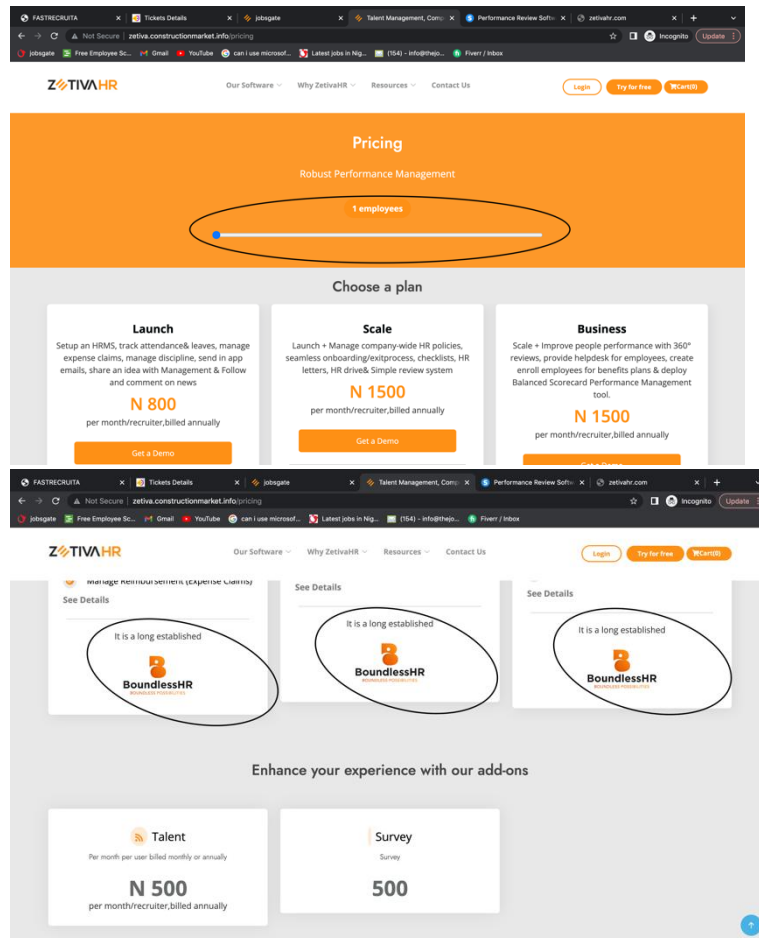 FASTRECRUITA
Tickets Details
jobsgate
Talent Management, Comp
Performance Review Softw
zetivahr.com
zetiva.constructionmarket.info/pricing
Incognito
Update
jobsgate
Free Employee Sc...
Gmail
YouTube
can i use microsof...
Latest jobs in Nig...
(154) - info@thejo...
Fiverr / Inbox
ZETIVAHR
Our Software
Why ZetivaHR
Resources
Contact Us
Login
Try for free
Cart(0)
Pricing
Robust Performance Management
1 employees
Choose a plan
Launch
Setup an HRMS, track attendance& leaves, manage
expense claims, manage discipline, send in app
emails, share an idea with Management & Follow
and comment on news
N 800
per month/recruiter,billed annually
Get a Demo
Scale
Launch + Manage company-wide HR policies,
seamless onboarding/exitprocess, checklists, HR
letters, HR drive& Simple review system
N 1500
per month/recruiter,billed annually
Get a Demo
Business
Scale + Improve people performance with 360°
reviews, provide helpdesk for employees, create
enroll employees for benefits plans & deploy
Balanced Scorecard Performance Management
tool.
N 1500
per month/recruiter,billed annually
FASTRECRUITA
Tickets Details
jobsgate
Talent Management, Comp
Performance Review Softw
zetivahr.com
Not Secure
zetiva.constructionmarket.info/pricing
Incognito
Update
jobsgate
Free Employee Sc...
Gmail
YouTube
can i use microsof...
Latest jobs in Nig...
(154) - info@thejo...
Fiverr / Inbox
ZETIVAHR
Our Software
Why ZetivaHR
Resources
Contact Us
Login
Try for free
Cart(0)
Manage Reimbursement (Expense Claims)
See Details
It is a long established
BoundlessHR
BOUNDLESS POSSIBILITIES
See Details
It is a long established
BoundlessHR
BOUNDLESS POSSIBILITIES
See Details
It is a long established
BoundlessHR
BOUNDLESS POSSIBILITIES
Enhance your experience with our add-ons
Talent
Per month per user billed monthly or annually
N 500
per month/recruiter,billed annually
Survey
Survey
500